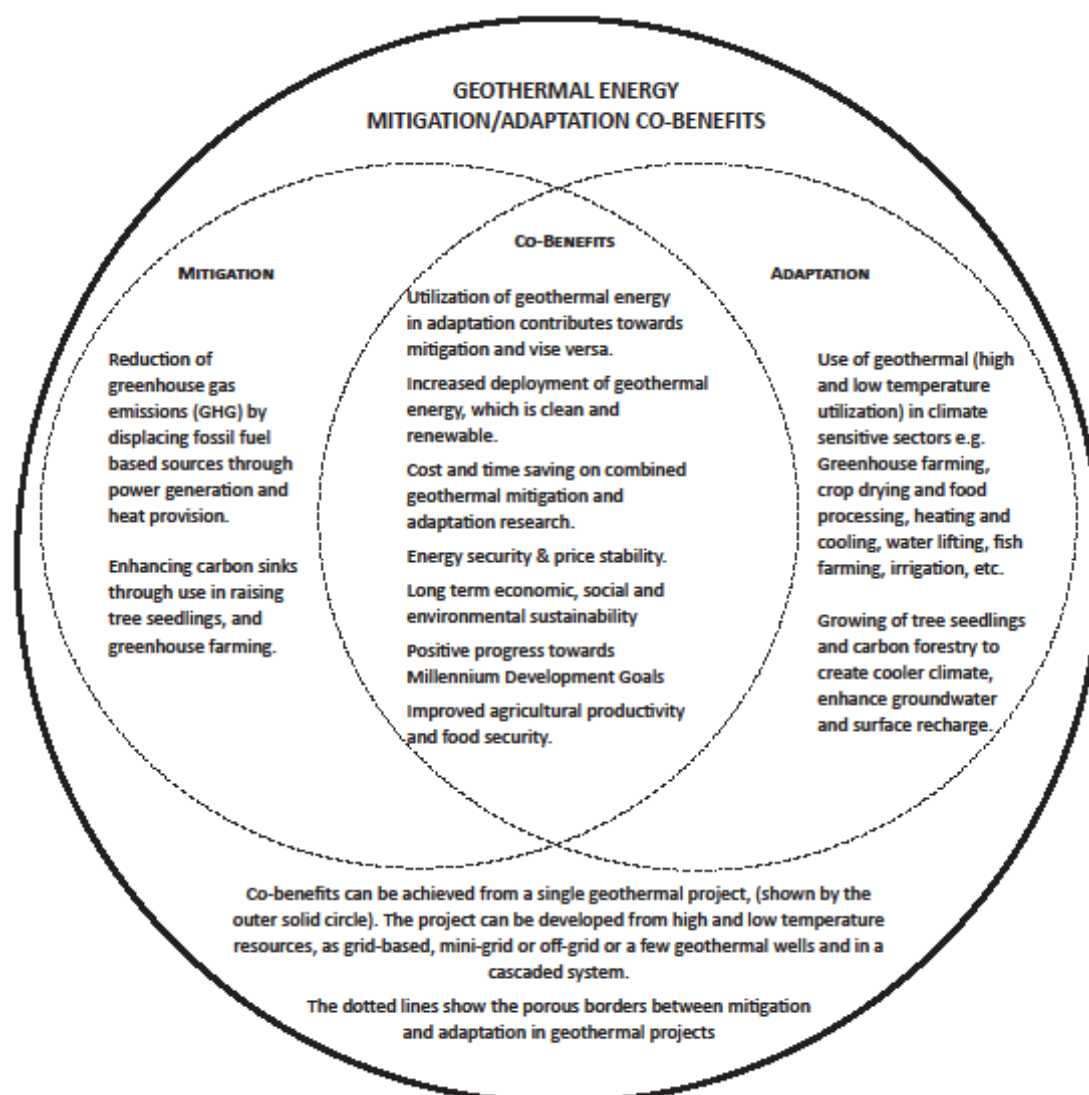 GEOTHERMAL ENERGY
MITIGATION/ADAPTATION CO-BENEFITS
MITIGATION
Reduction of
greenhouse gas
emissions (GHG) by
displacing fossil fuel
based sources through
power generation and
heat provision.
Enhancing carbon sinks
through use in raising
tree seedlings, and
greenhouse farming.
CO-BENEFITS
Utilization of geothermal energy
in adaptation contributes towards
mitigation and vise versa.
Increased deployment of geothermal
energy, which is clean and
renewable.
Cost and time saving on combined
geothermal mitigation and
adaptation research.
Energy security & price stability.
Long term economic, social and
environmental sustainability
Positive progress towards
Millennium Development Goals
Improved agricultural productivity
and food security.
ADAPTATION
Use of geothermal (high
and low temperature
utilization) in climate
sensitive sectors e.g.
Greenhouse farming,
crop drying and food
processing, heating and
cooling, water lifting, fish
farming, irrigation, etc.
Growing of tree seedlings
and carbon forestry to
create cooler climate,
enhance groundwater
and surface recharge.
Co-benefits can be achieved from a single geothermal project, (shown by the
outer solid circle). The project can be developed from high and low temperature
resources, as grid-based, mini-grid or off-grid or a few geothermal wells and in a
cascaded system.
The dotted lines show the porous borders between mitigation
and adaptation in geothermal projects